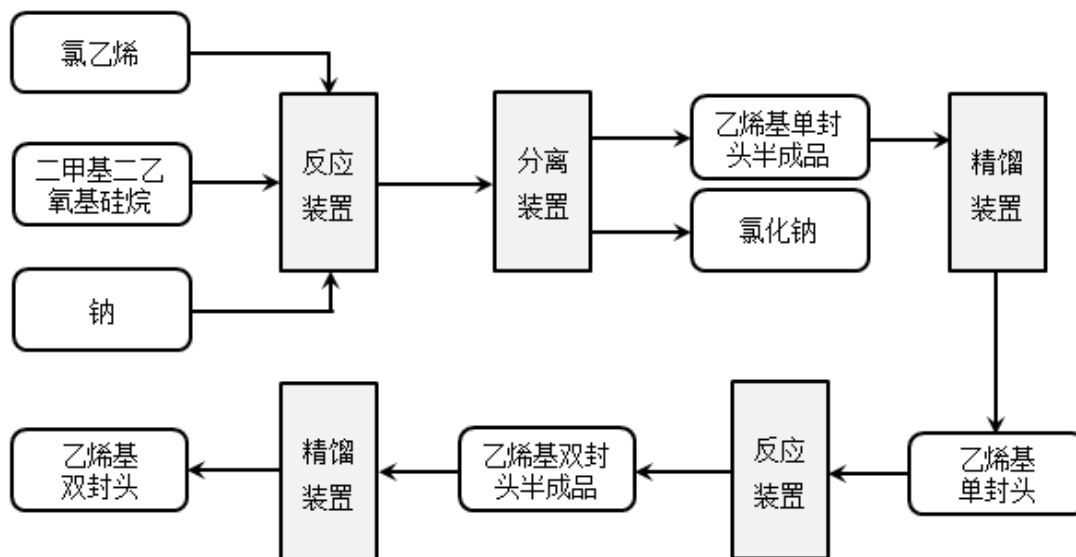 氯乙烯
二甲基二乙
氧基硅烷
钠
反应
装置
分离
装置
乙烯基单封
头半成品
氯化钠
精馏
装置
乙烯基
双封头
精馏
装置
乙烯基双封
头半成品
反应
装置
乙烯基
单封头